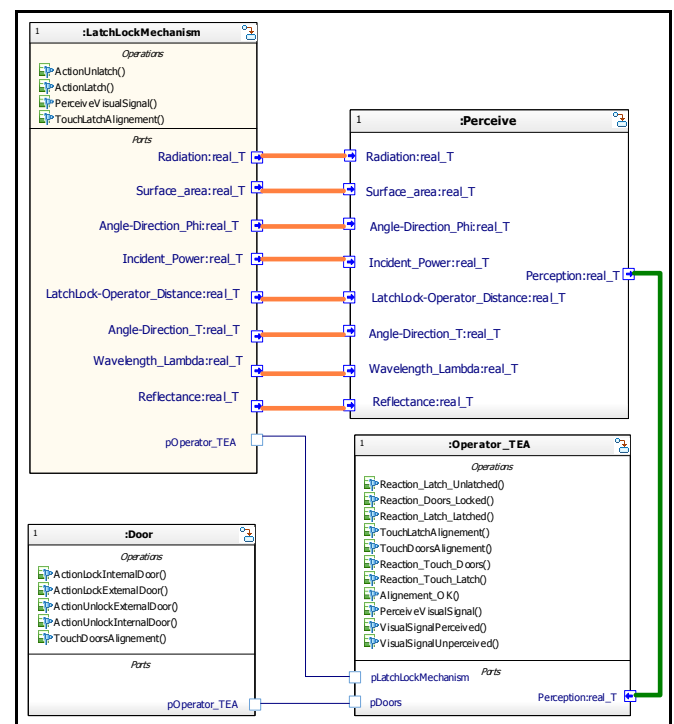 1 :LatchLockMechanism
Operations
ActionUnlatch()
ActionLatch()
PerceiveVisualSignal()
TouchLatchAlignement()
Ports
Radiation:real_T
Surface_area:real_T
Angle-Direction_Phi:real_T
Incident_Power:real_T
LatchLock-Operator_Distance:real_T
Angle-Direction_T:real_T
Wavelength_Lambda:real_T
Reflectance:real_T
pOperator_TEA
1 :Perceive
Radiation:real_T
Surface_area:real_T
Angle-Direction_Phi:real_T
Incident_Power:real_T
Perception:real_T
LatchLock-Operator_Distance:real_T
Angle-Direction_T:real_T
Wavelength_Lambda:real_T
Reflectance:real_T
1 :Door
Operations
ActionLockInternalDoor()
ActionLockExternalDoor()
ActionUnlockExternalDoor()
ActionUnlockInternalDoor()
TouchDoorsAlignement()
Ports
pOperator_TEA
1 :Operator_TEA
Operations
Reaction_Latch_Unlatched()
Reaction_Doors_Locked()
Reaction_Latch_Latched()
TouchLatchAlignement()
TouchDoorsAlignement()
Reaction_Touch_Doors()
Reaction_Touch_Latch()
Alignement_OK()
PerceiveVisualSignal()
VisualSignalPerceived()
VisualSignalUnperceived()
Ports
pLatchLockMechanism
pDoors
Perception:real_T